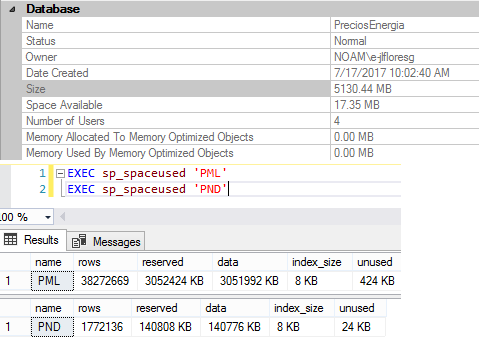 Database
Name PreciosEnergia
Status Normal
Owner NOAM\e-jlfloresg
Date Created 7/17/2017 10:02:40 AM
Size 5130.44 MB
Space Available 17.35 MB
Number of Users 4
Memory Allocated To Memory Optimized Objects 0.00 MB
Memory Used By Memory Optimized Objects 0.00 MB
1 EXEC sp_spaceused 'PML'
2 EXEC sp_spaceused 'PND'
.00 %
Results Messages
name rows reserved data index_size unused
1 PML 38272669 3052424 KB 3051992 KB 8 KB 424 KB
name rows reserved data index_size unused
1 PND 1772136 140808 KB 140776 KB 8 KB 24 KB